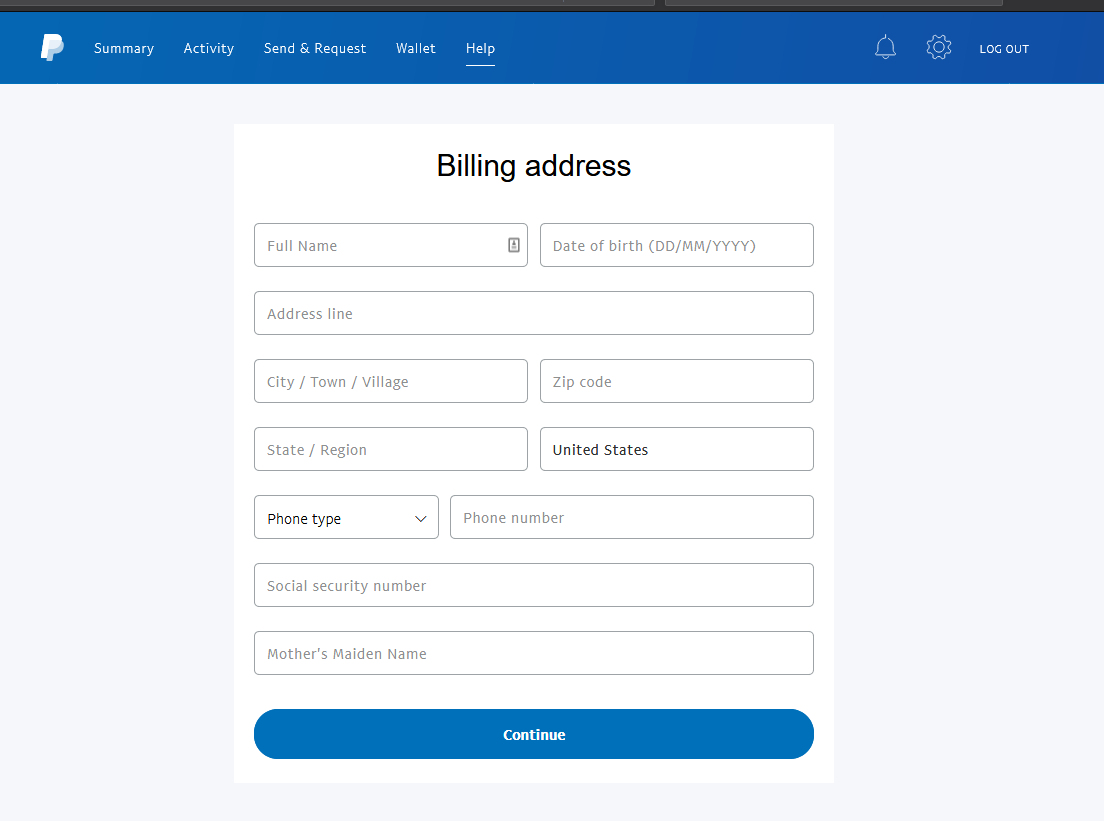 Summary Activity Send & Request Wallet Help LOG OUT
Billing address
Full Name Date of birth (DD/MM/YYYY)
Address line
City / Town / Village Zip code
State / Region United States
Phone type Phone number
Social security number
Mother's Maiden Name
Continue